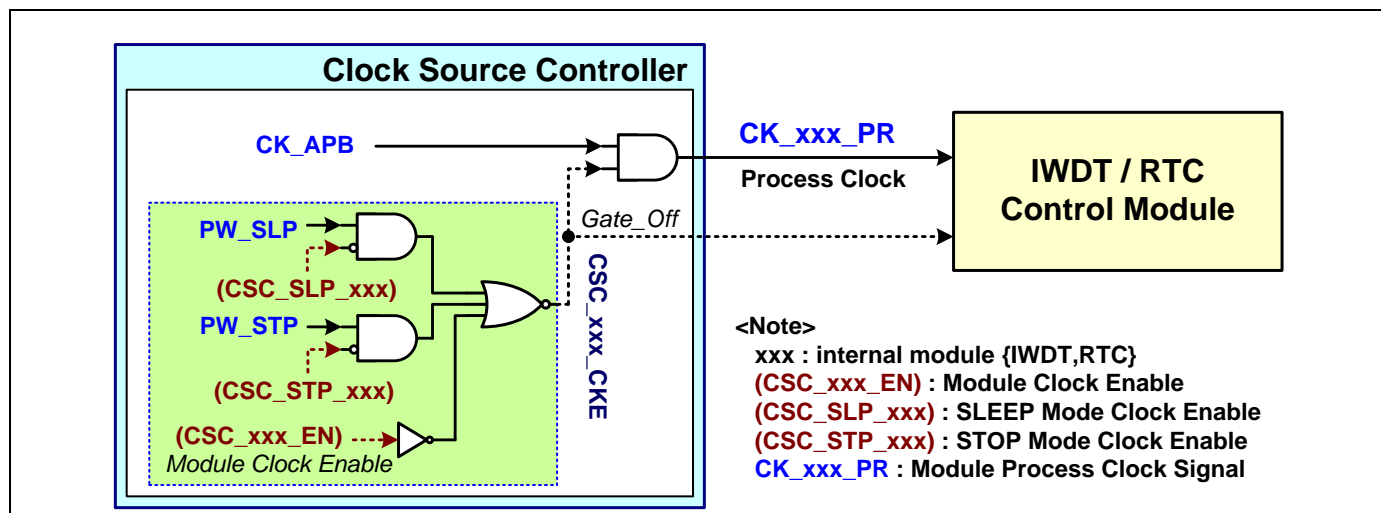 Clock Source Controller
CK_APB
CK_xxx_PR
Process Clock
IWDT / RTC
Control Module
PW_SLP
Gate_Off
(CSC_SLP_xxx)
PW_STP
(CSC_STP_xxx)
CSC_xxx_CKE
(CSC_xxx_EN)
Module Clock Enable
<Note>
xxx : internal module {IWDT,RTC}
(CSC_xxx_EN) : Module Clock Enable
(CSC_SLP_xxx) : SLEEP Mode Clock Enable
(CSC_STP_xxx) : STOP Mode Clock Enable
CK_xxx_PR : Module Process Clock Signal